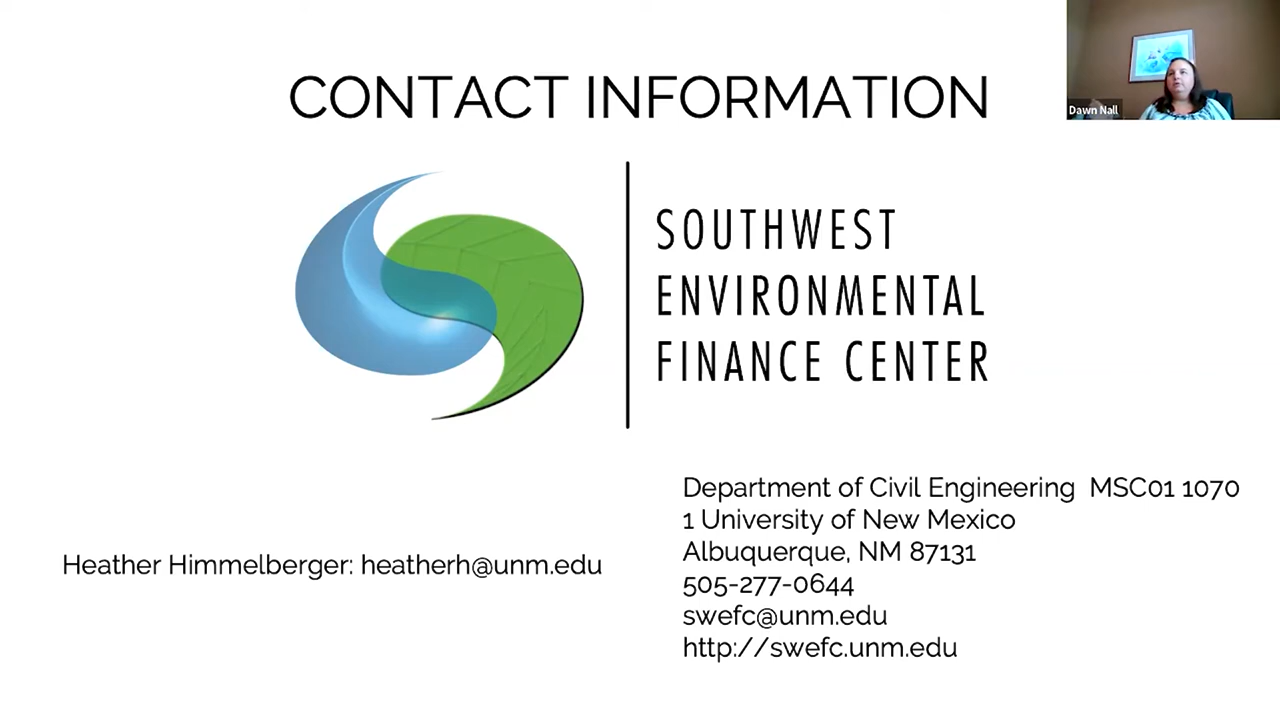 CONTACT INFORMATION
Dawn Nall
SOUTHWEST
ENVIRONMENTAL
FINANCE CENTER
Heather Himmelberger: heatherh@unm.edu
Department of Civil Engineering MSC01 1070
1 University of New Mexico
Albuquerque, NM 87131
505-277-0644
swefc@unm.edu
http://swefc.unm.edu